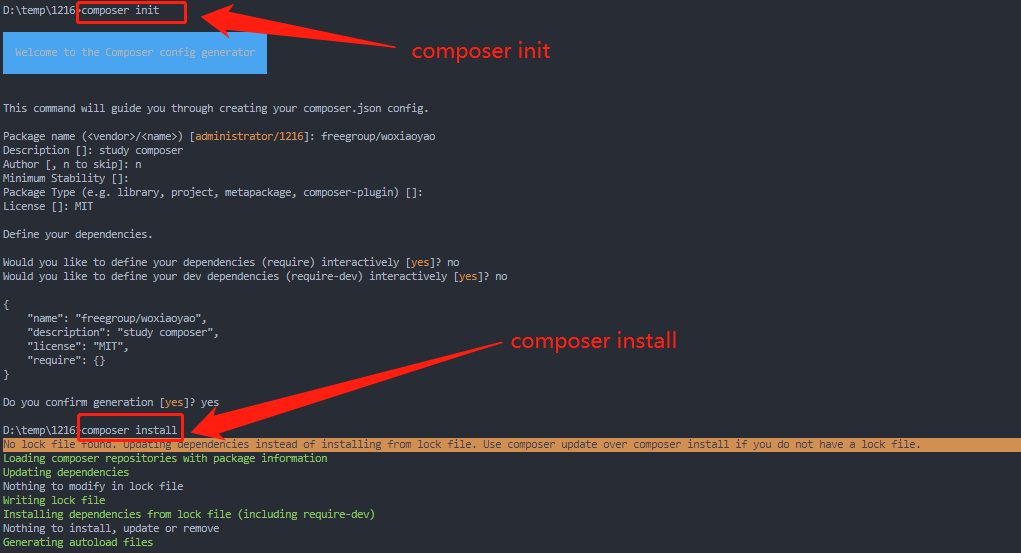 D:\temp\1216>composer init
composer init
Welcome to the Composer config generator
This command will guide you through creating your composer.json config.
Package name (<vendor>/<name>) [administrator/1216]: freegroup/woxiaoyao
Description []: study composer
Author [, n to skip]: n
Minimum Stability []:
Package Type (e.g. library, project, metapackage, composer-plugin) []:
License []: MIT
Define your dependencies.
Would you like to define your dependencies (require) interactively [yes]? no
Would you like to define your dev dependencies (require-dev) interactively [yes]? no
{
    "name": "freegroup/woxiaoyao",
    "description": "study composer",
    "license": "MIT",
    "require": {}
}
composer install
Do you confirm generation [yes]? yes
D:\temp\1216>composer install
No lock file found. Updating dependencies instead of installing from lock file. Use composer update over composer install if you do not have a lock file.
Loading composer repositories with package information
Updating dependencies
Nothing to modify in lock file
Writing lock file
Installing dependencies from lock file (including require-dev)
Nothing to install, update or remove
Generating autoload files